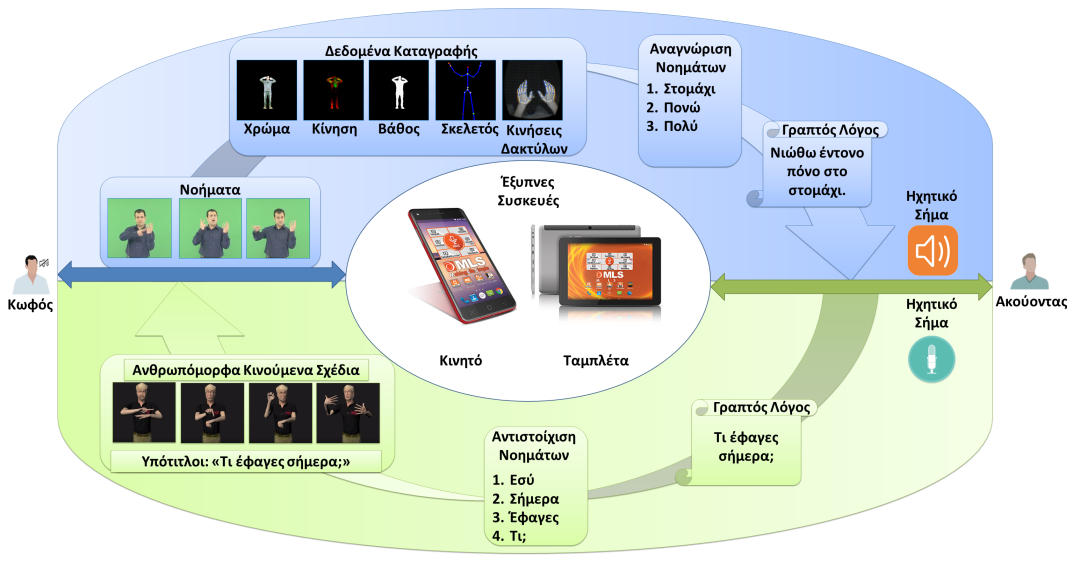 Δεδομένα Καταγραφής
Χρώμα
Κίνηση
Βάθος
Σκελετός
Κινήσεις
Δακτύλων
Αναγνώριση
Νοημάτων
1. Στομάχι
2. Πονώ
3. Πολύ
Γραπτός Λόγος
Νιώθω έντονο
πόνο στο
στομάχι.
Νοήματα
Έξυπνες
Συσκευές
MLS
MLS
Κινητό
Ταμπλέτα
Ηχητικό
Σήμα
Κωφός
Ακούοντας
Ηχητικό
Σήμα
Ανθρωπόμορφα Κινούμενα Σχέδια
Υπότιτλοι: «Τι έφαγες σήμερα;»
Αντιστοίχιση
Νοημάτων
1. Εσύ
2. Σήμερα
3. Έφαγες
4. Τι;
Γραπτός Λόγος
Τι έφαγες
σήμερα;